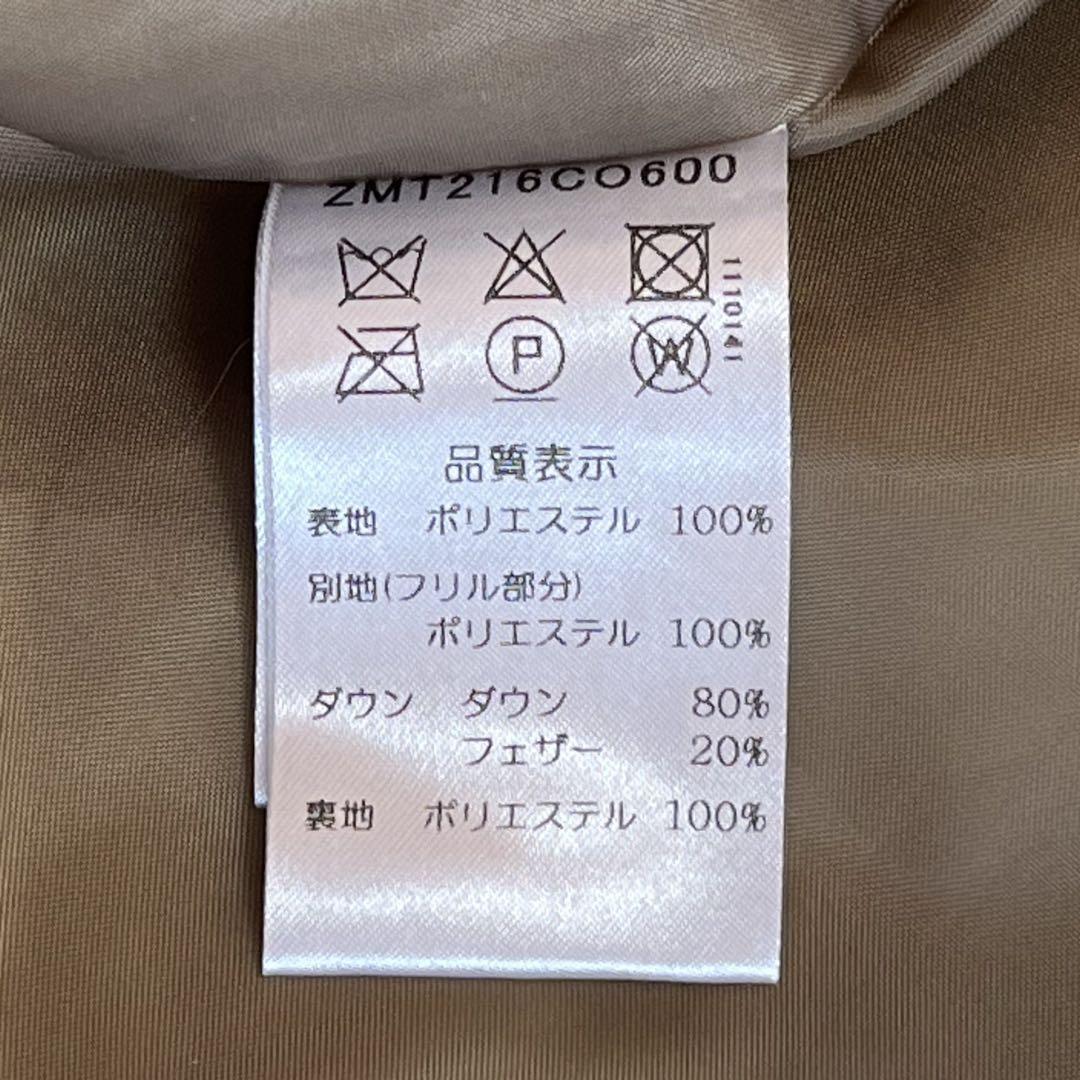 ZMT216CO600
1110141
P
W
品質表示
表地 ポリエステル 100%
別地(フリル部分)
ポリエステル 100%
ダウン ダウン 80%
フェザー 20%
裏地 ポリエステル 100%